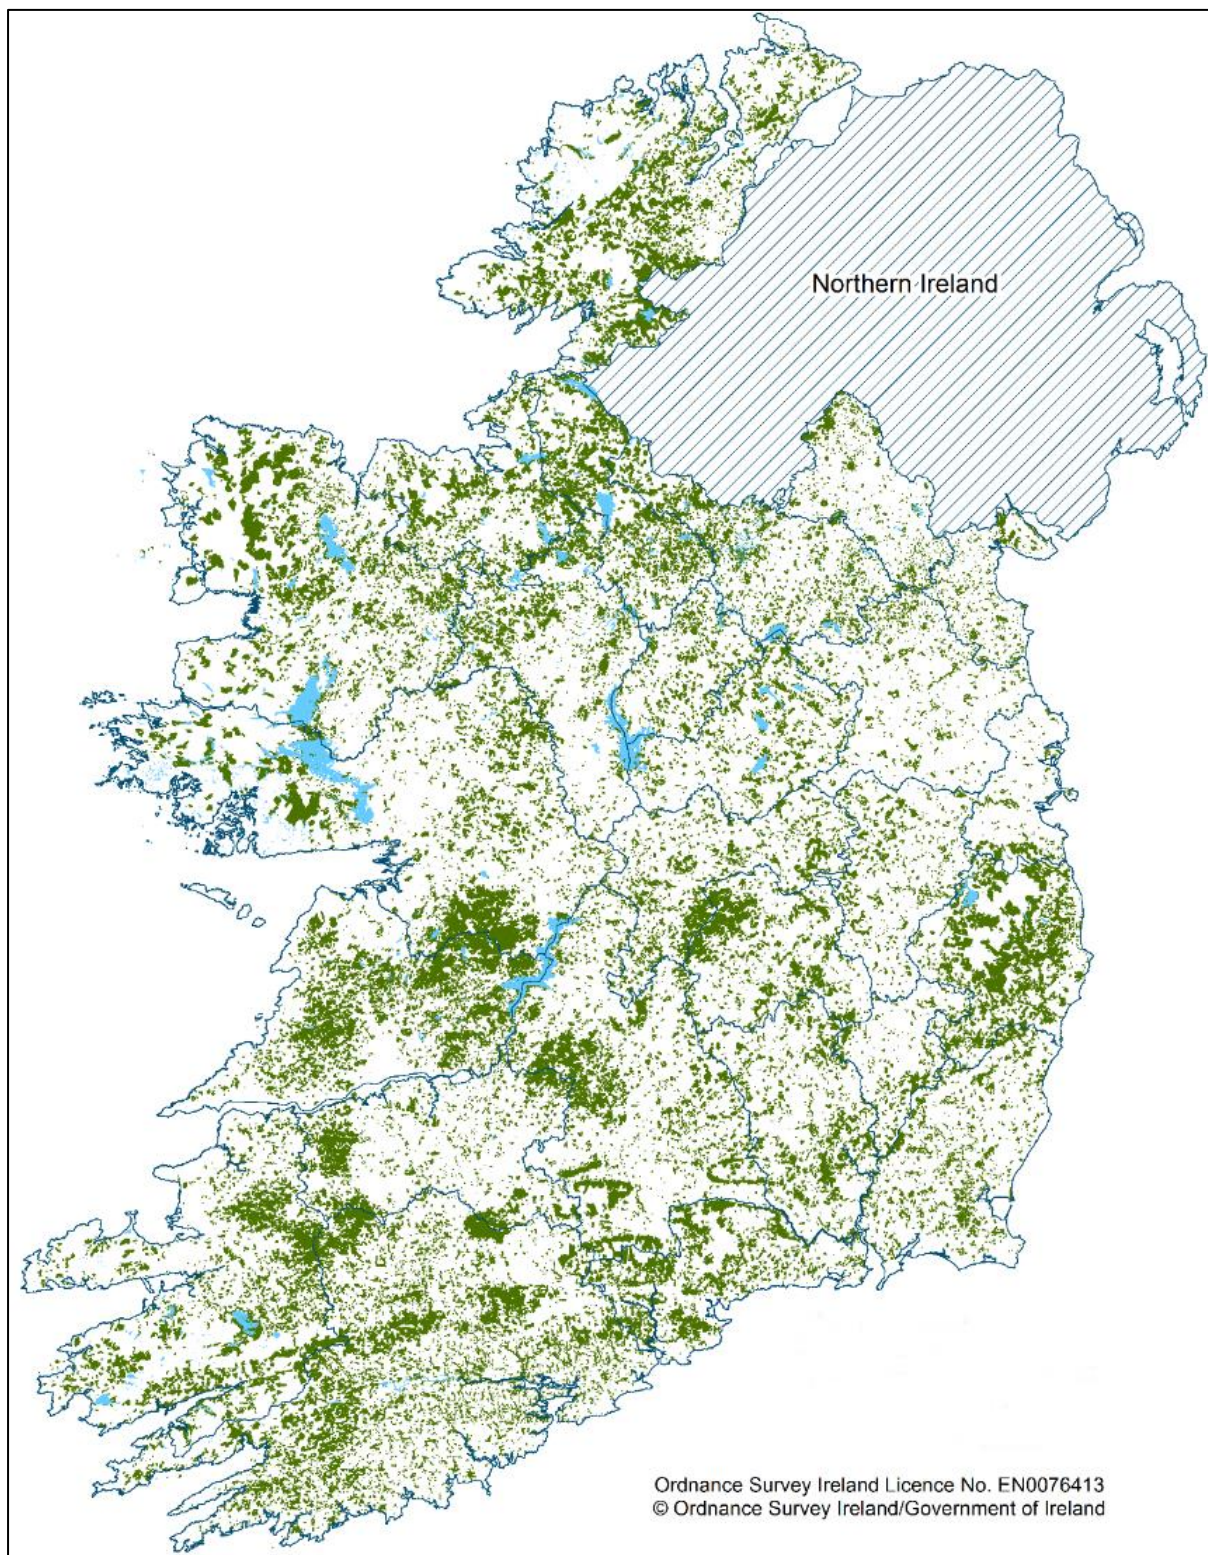 Northern Ireland
Ordnance Survey Ireland Licence No. EN0076413
© Ordnance Survey Ireland/Government of Ireland